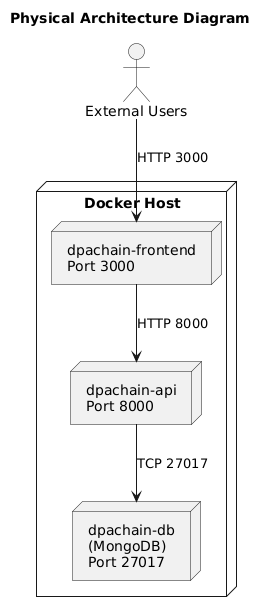 Physical Architecture Diagram
External Users
HTTP 3000
Docker Host
dpachain-frontend
Port 3000
HTTP 8000
dpachain-api
Port 8000
TCP 27017
dpachain-db
(MongoDB)
Port 27017